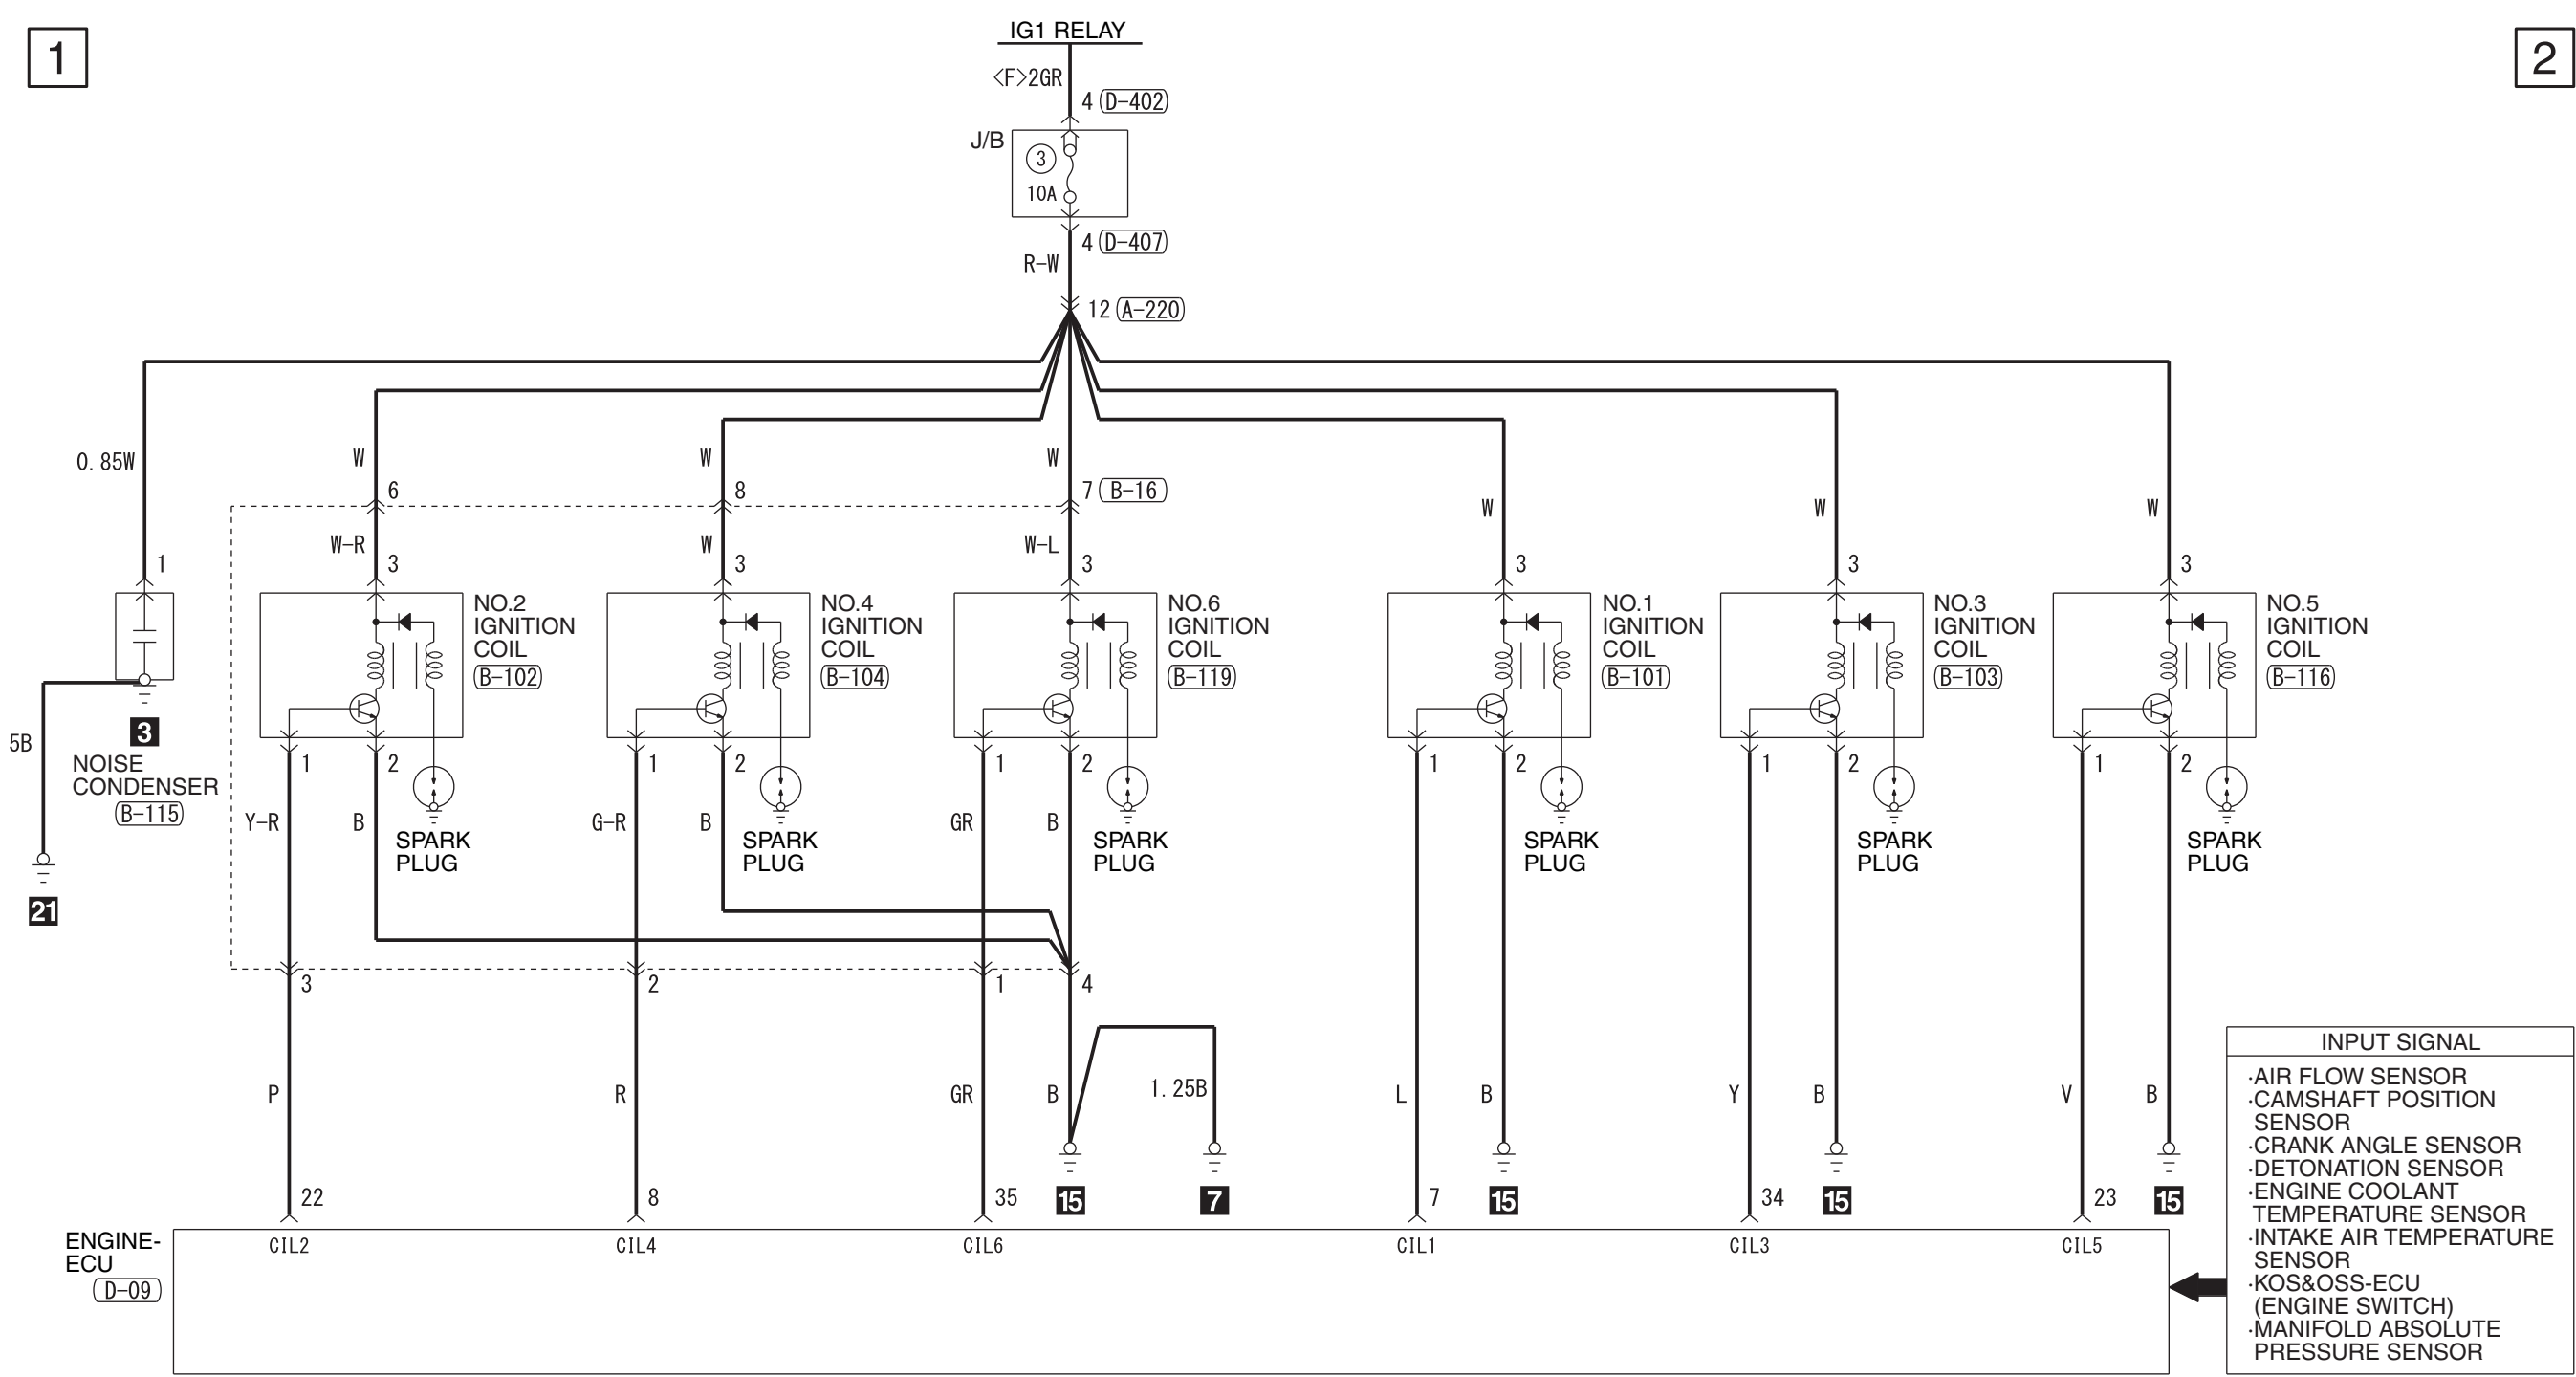 1
2
IG1 RELAY
<F>2GR
4 D-402
J/B
3
10A
4 D-407
R-W
12 A-220
0.85W
W
W
W
6
8
7 B-16
W
W
W
W-R
W
W-L
1
3
3
3
3
3
3
NO.2
IGNITION
COIL
B-102
NO.4
IGNITION
COIL
B-104
NO.6
IGNITION
COIL
B-119
NO.1
IGNITION
COIL
B-101
NO.3
IGNITION
COIL
B-103
NO.5
IGNITION
COIL
B-116
3
5B
NOISE
CONDENSER
B-115
21
1 2
1 2
1 2
1 2
1 2
1 2
Y-R B
G-R B
GR B
SPARK
PLUG
SPARK
PLUG
SPARK
PLUG
SPARK
PLUG
SPARK
PLUG
SPARK
PLUG
3
2
1
4
P
R
GR
B
1.25B
L
B
Y
B
V
B
22
8
35
15
7
7
15
34
15
23
15
ENGINE-
ECU
D-09
CIL2
CIL4
CIL6
CIL1
CIL3
CIL5
INPUT SIGNAL
·AIR FLOW SENSOR
·CAMSHAFT POSITION
SENSOR
·CRANK ANGLE SENSOR
·DETONATION SENSOR
·ENGINE COOLANT
TEMPERATURE SENSOR
·INTAKE AIR TEMPERATURE
SENSOR
·KOS&OSS-ECU
(ENGINE SWITCH)
·MANIFOLD ABSOLUTE
PRESSURE SENSOR